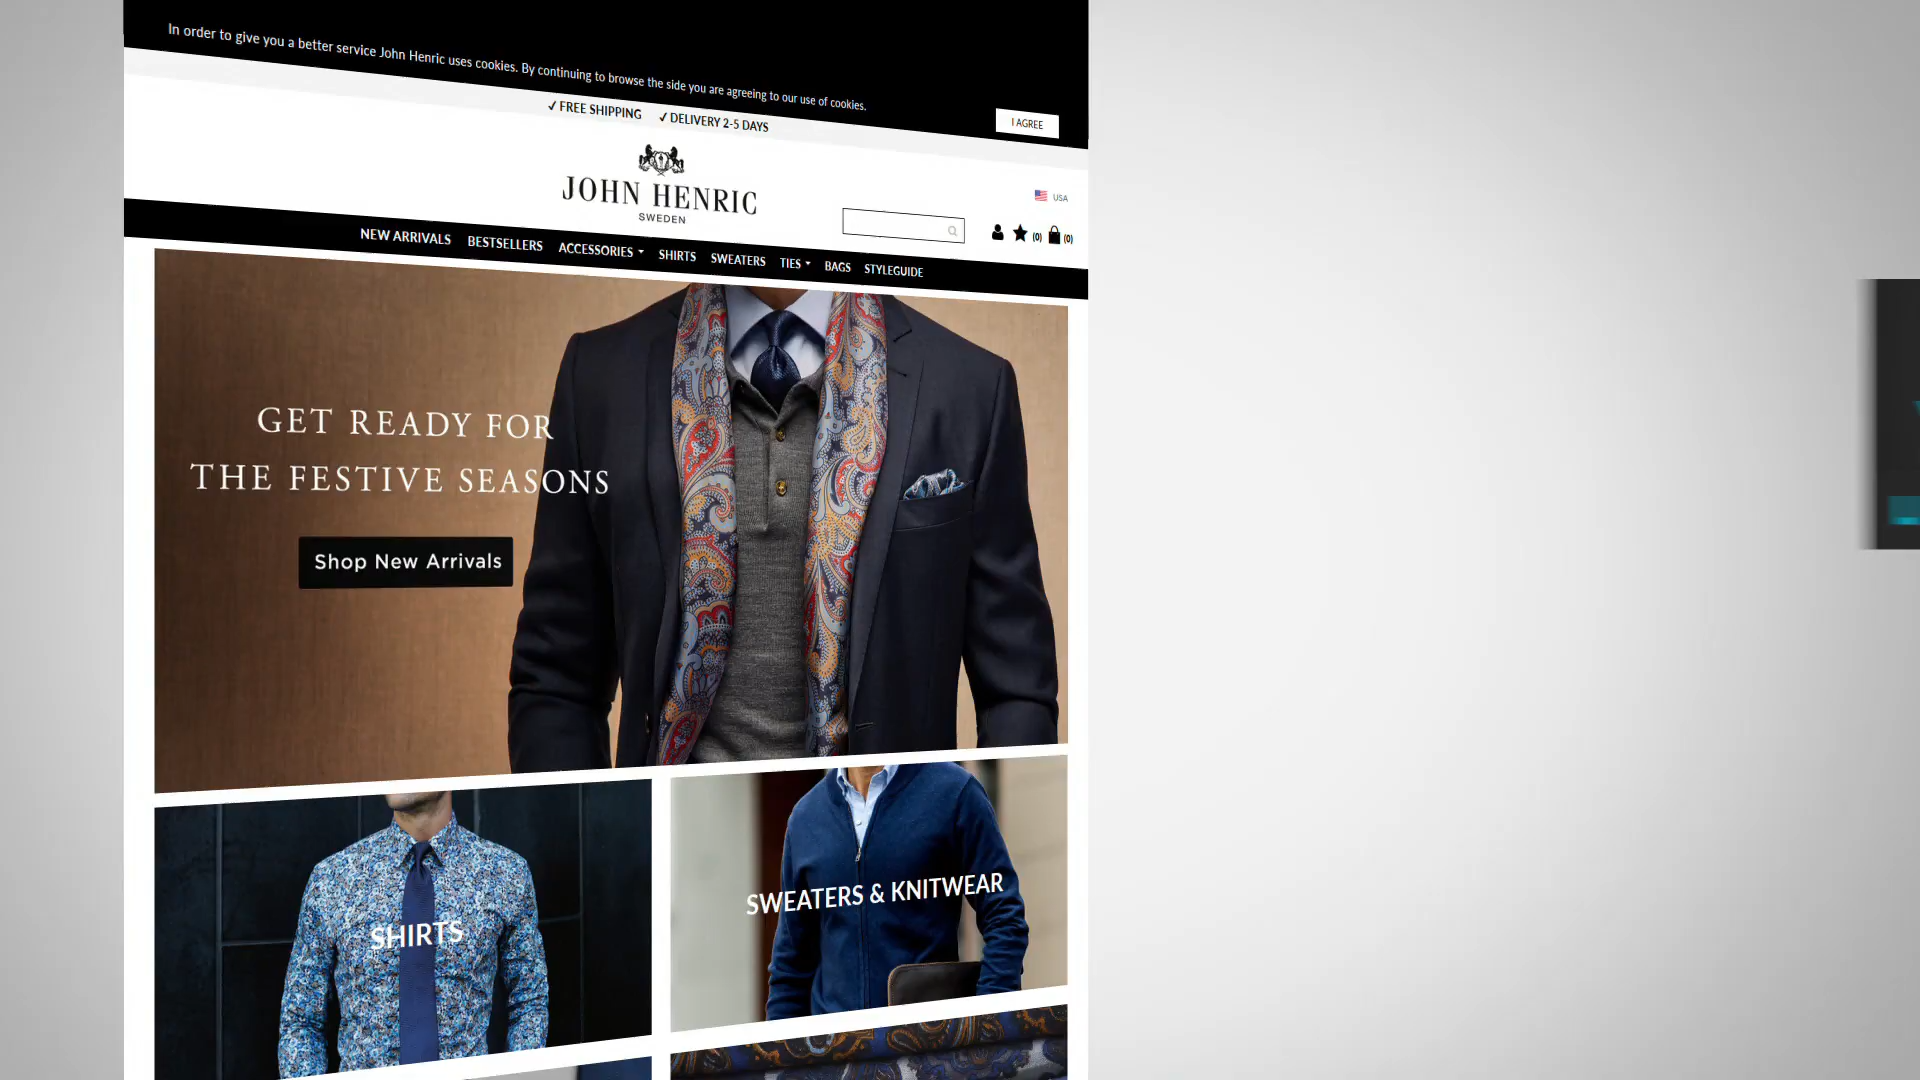 In order to give you a better service John Henric uses cookies. By continuing to browse the side you are agreeing to our use of cookies.
I AGREE
✓ FREE SHIPPING ✓ DELIVERY 2-5 DAYS
JOHN HENRIC
SWEDEN
USA
(0) (0)
NEW ARRIVALS BESTSELLERS ACCESSORIES SHIRTS SWEATERS TIES BAGS STYLEGUIDE
GET READY FOR
THE FESTIVE SEASONS
Shop New Arrivals
SHIRTS
SWEATERS & KNITWEAR